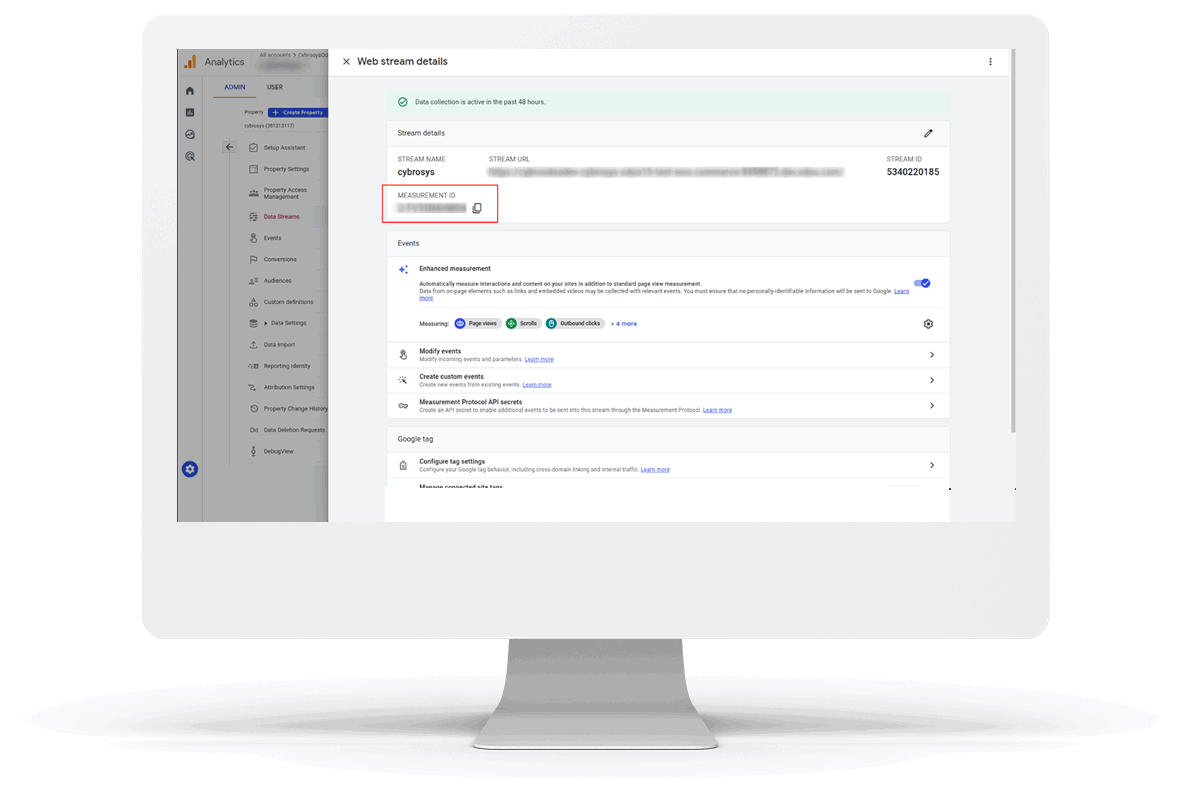 Analytics
All accounts > CybrosysOd
ADMIN
USER
Property
+ Create Property
cybrosys (361313117)
Setup Assistant
Property Settings
Property Access
Management
Data Streams
Events
Conversions
Audiences
Custom definitions
Data Settings
Data Import
Reporting Identity
Attribution Settings
Property Change History
Data Deletion Requests
DebugView
Web stream details
Data collection is active in the past 48 hours.
Stream details
STREAM NAME
cybrosys
STREAM URL
STREAM ID
5340220185
MEASUREMENT ID
Events
Enhanced measurement
Automatically measure interactions and content on your sites in addition to standard page view measurement.
Data from on-page elements such as links and embedded videos may be collected with relevant events. You must ensure that no personally-identifiable information will be sent to Google. Learn
more
Measuring: Page views Scrolls Outbound clicks + 4 more
Modify events
Modify incoming events and parameters. Learn more
Create custom events
Create new events from existing events. Learn more
Measurement Protocol API secrets
Create an API secret to enable additional events to be sent into this stream through the Measurement Protocol. Learn more
Google tag
Configure tag settings
Configure your Google tag behavior, including cross-domain linking and internal traffic. Learn more
Manage connected site tags